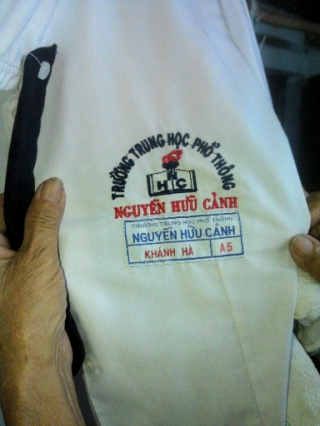 TRƯỜNG TRUNG HỌC PHỔ THÔNG
NHC
NGUYỄN HỮU CẢNH
TRƯỜNG TRUNG HỌC PHỔ THÔNG
NGUYỄN HỮU CẢNH
KHÁNH HÀ A5